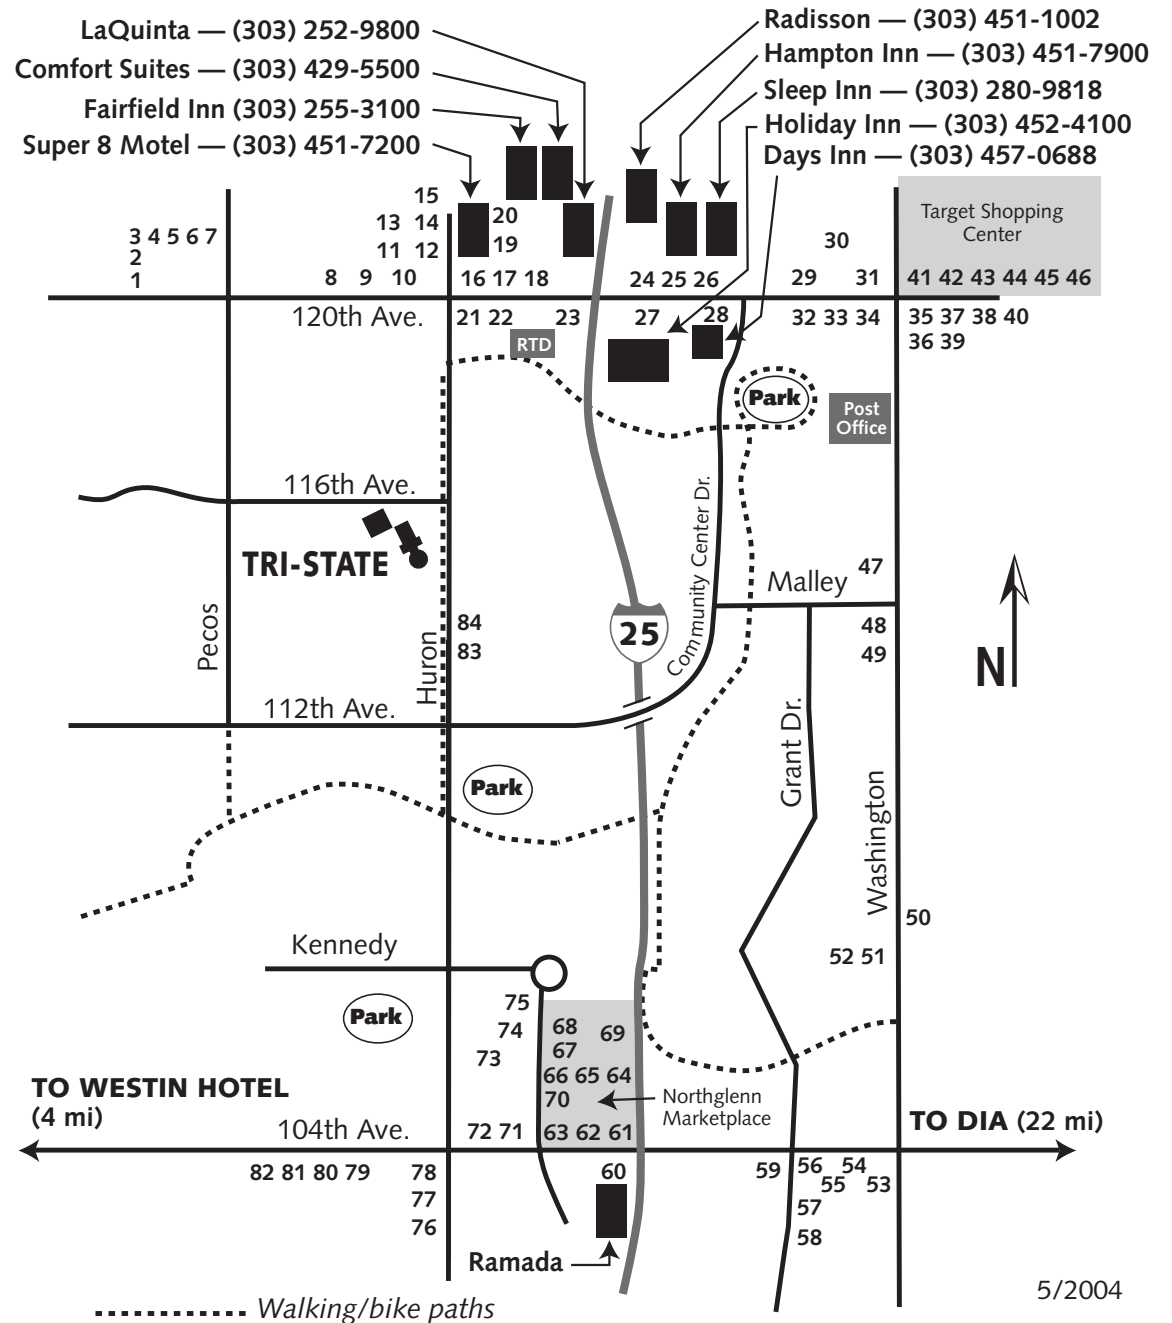 LaQuinta — (303) 252-9800
Comfort Suites — (303) 429-5500
Fairfield Inn (303) 255-3100
Super 8 Motel — (303) 451-7200
Radisson — (303) 451-1002
Hampton Inn — (303) 451-7900
Sleep Inn — (303) 280-9818
Holiday Inn — (303) 452-4100
Days Inn — (303) 457-0688
15
13 14
11 12
20
19
3 4 5 6 7
2
1
8 9 10
16 17 18
24 25 26
30
29 31
Target Shopping
Center
41 42 43 44 45 46
120th Ave.
21 22 23
27 28
32 33 34
35 37 38 40
36 39
RTD
Park
Post
Office
116th Ave.
TRI-STATE
Community Center Dr.
47
Malley
48
49
84
83
25
Pecos
Huron
N
112th Ave.
Grant Dr.
Washington
Park
50
52 51
Kennedy
Park
75
74
73
68 69
67
66 65 64
70
Northglenn
Marketplace
TO WESTIN HOTEL
(4 mi)
TO DIA (22 mi)
104th Ave.
72 71
63 62 61
82 81 80 79 78
77
76
60
59 56 54
55 53
57
58
Ramada
5/2004
Walking/bike paths